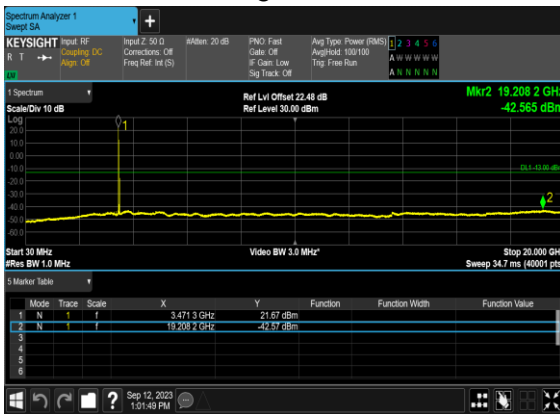 Spectrum Analyzer 1
Swept SA
KEYSIGHT Input: RF Input Z: 50 Ω #Atten: 20 dB PNO: Fast Avg Type: Power (RMS) 1 2 3 4 5 6
R T Coupling: DC Corrections: Off Gate: Off Avg|Hold: 100/100
Align: Off Freq Ref: Int (S) IF Gain: Low Trig: Free Run A W W W W W
Sig Track: Off
A N N N N N
1 Spectrum
Ref Lvl Offset 22.48 dB Mkr2 19.208 2 GHz
Scale/Div 10 dB Ref Level 30.00 dBm -42.565 dBm
Log
20.0
10.0
0.00
-10.0
DL1 -13.00 dBm
-20.0
-30.0
-40.0
-50.0
-60.0
1
2
Start 30 MHz Video BW 3.0 MHz* Stop 20.000 GHz
#Res BW 1.0 MHz Sweep 34.7 ms (40001 pts)
5 Marker Table
Mode Trace Scale X Y Function Function Width Function Value
1 N 1 f 3.471 3 GHz 21.67 dBm
2 N 1 f 19.208 2 GHz -42.57 dBm
3
4
5
6
Sep 12, 2023
1:01:49 PM